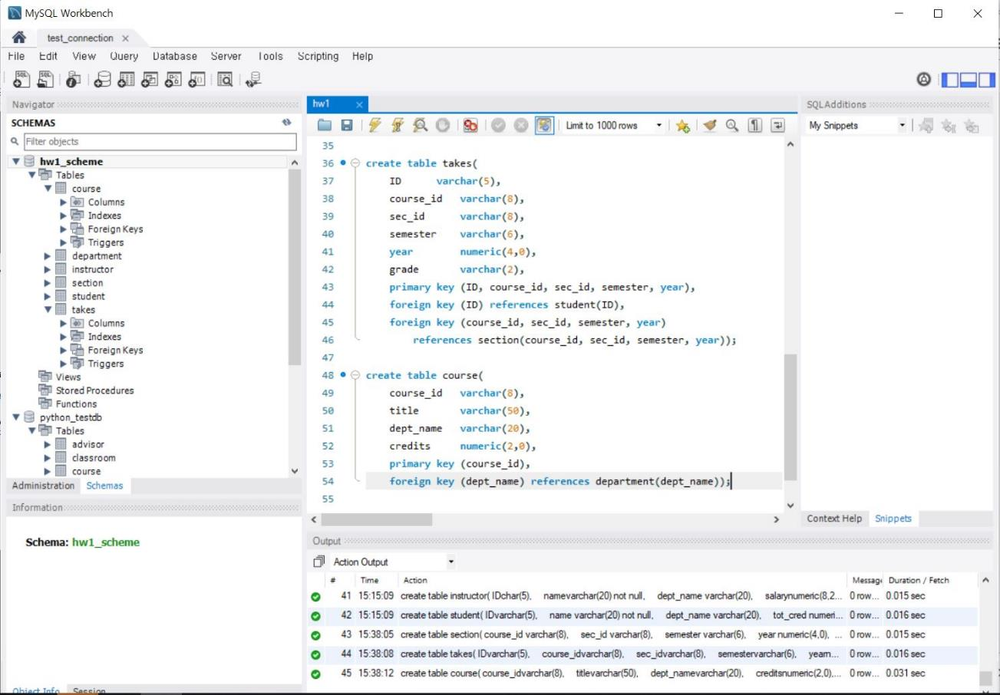 MySQL Workbench
test_connection
File Edit View Query Database Server Tools Scripting Help
Navigator
SCHEMAS
Filter objects
hw1_scheme
Tables
course
Columns
Indexes
Foreign Keys
Triggers
department
instructor
section
student
takes
Columns
Indexes
Foreign Keys
Triggers
Views
Stored Procedures
Functions
python_testdb
Tables
advisor
classroom
course
Administration Schemas
Information
Schema: hw1_scheme
Object Info Session
hw1
Limit to 1000 rows
35
36 create table takes(
37 ID varchar(5),
38 course_id varchar(8),
39 sec_id varchar(8),
40 semester varchar(6),
41 year numeric(4,0),
42 grade varchar(2),
43 primary key (ID, course_id, sec_id, semester, year),
44 foreign key (ID) references student(ID),
45 foreign key (course_id, sec_id, semester, year)
46 references section(course_id, sec_id, semester, year));
47
48 create table course(
49 course_id varchar(8),
50 title varchar(50),
51 dept_name varchar(20),
52 credits numeric(2,0),
53 primary key (course_id),
54 foreign key (dept_name) references department(dept_name));
55
SQLAdditions
My Snippets
Context Help Snippets
Output
Action Output
# Time Action Message Duration / Fetch
41 15:15:09 create table instructor( IDchar(5), namevarchar(20) not null, dept_name varchar(20), salarynumeric(8,2... 0 row... 0.015 sec
42 15:15:09 create table student( IDvarchar(5), name varchar(20) not null, dept_name varchar(20), tot_cred numeri... 0 row... 0.016 sec
43 15:38:05 create table section( course_id varchar(8), sec_id varchar(8), semester varchar(6), year numeric(4,0), ... 0 row... 0.015 sec
44 15:38:08 create table takes( IDvarchar(5), course_idvarchar(8), sec_idvarchar(8), semestervarchar(6), yearn... 0 row... 0.016 sec
45 15:38:12 create table course( course_idvarchar(8), titlevarchar(50), dept_namevarchar(20), creditsnumeric(2,0),... 0 row... 0.031 sec